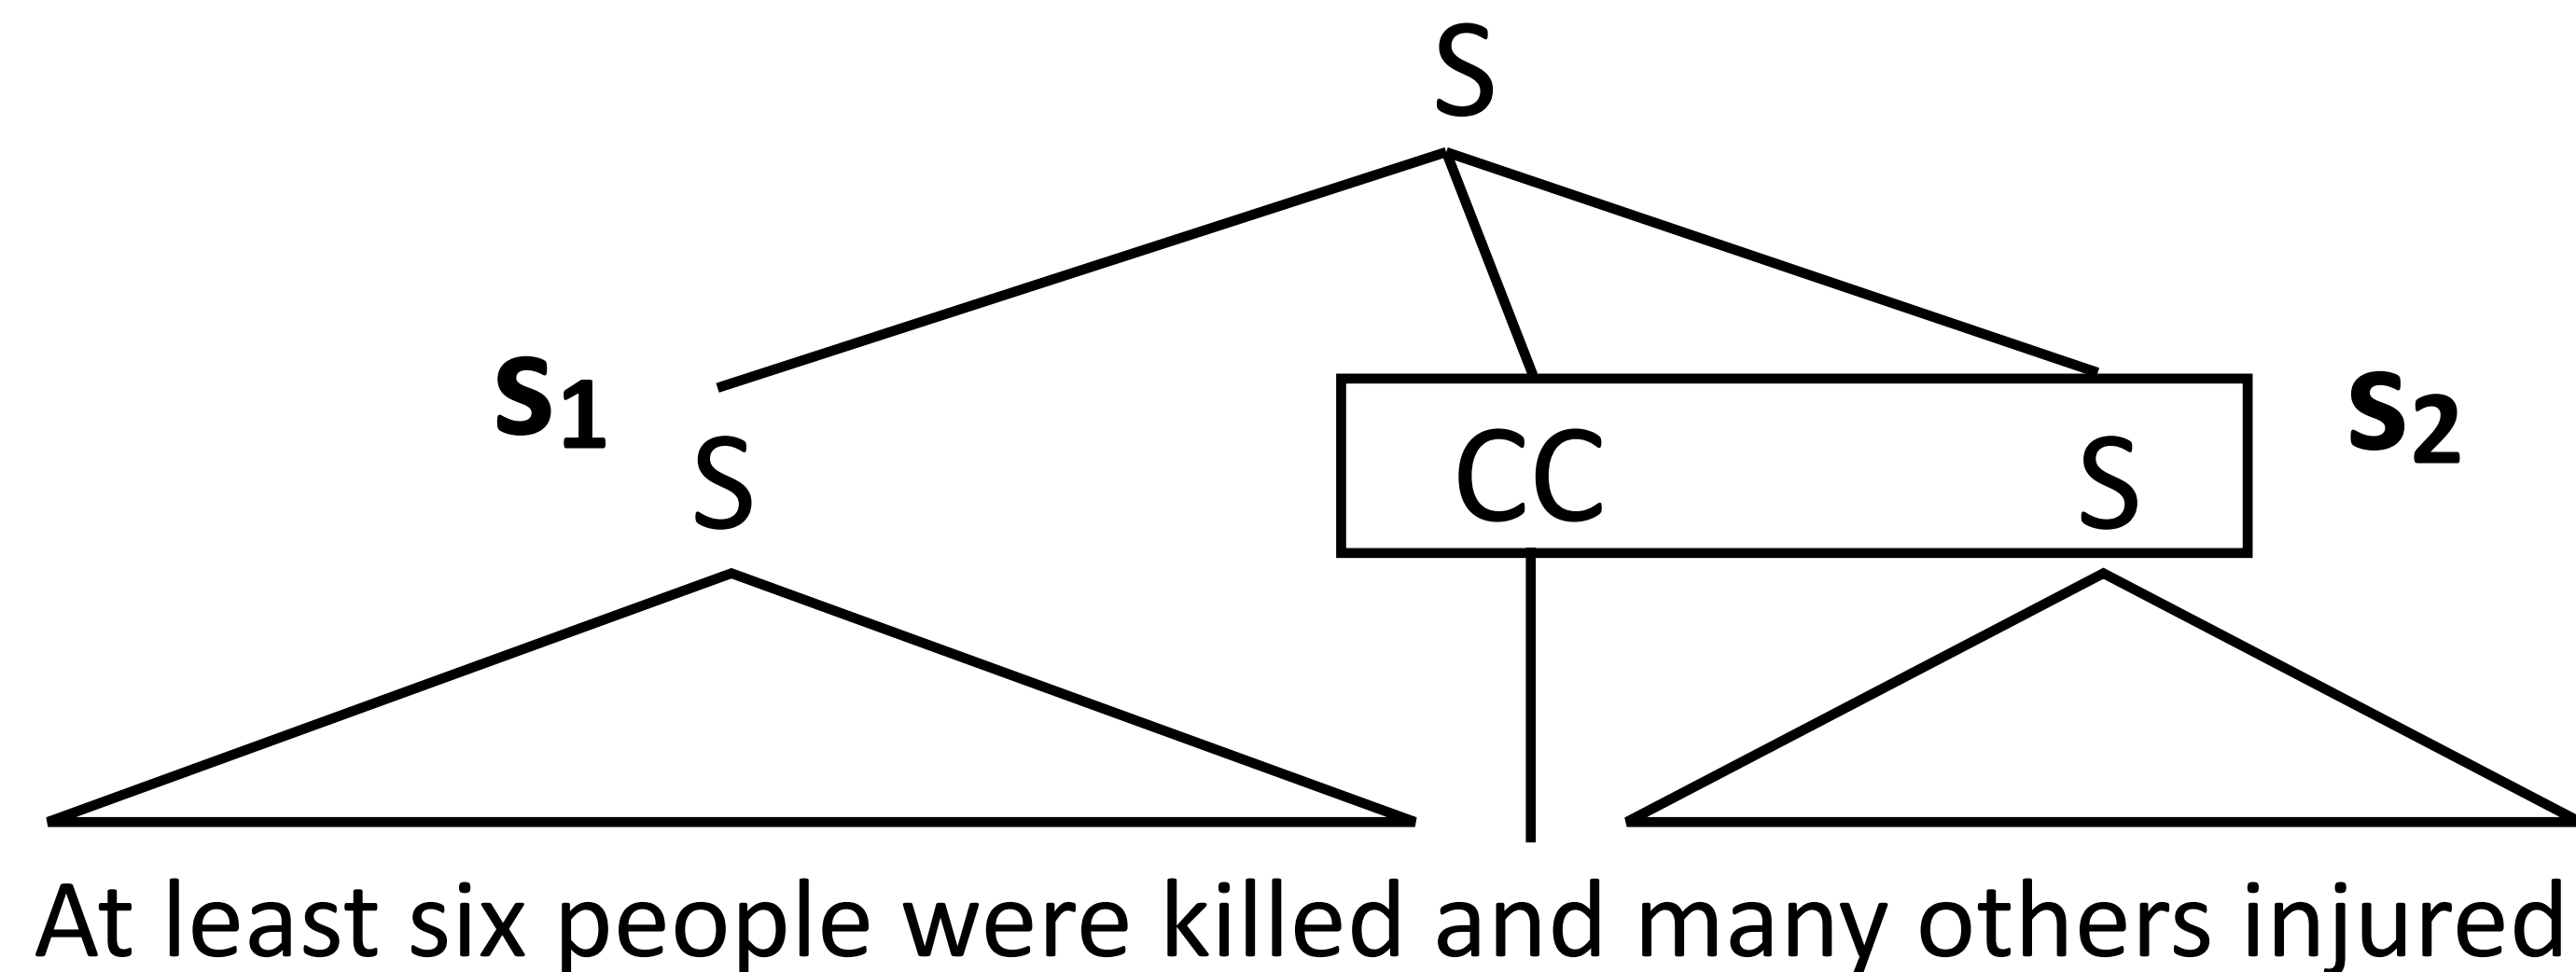 S
s1
S
CC S
s2
At least six people were killed and many others injured